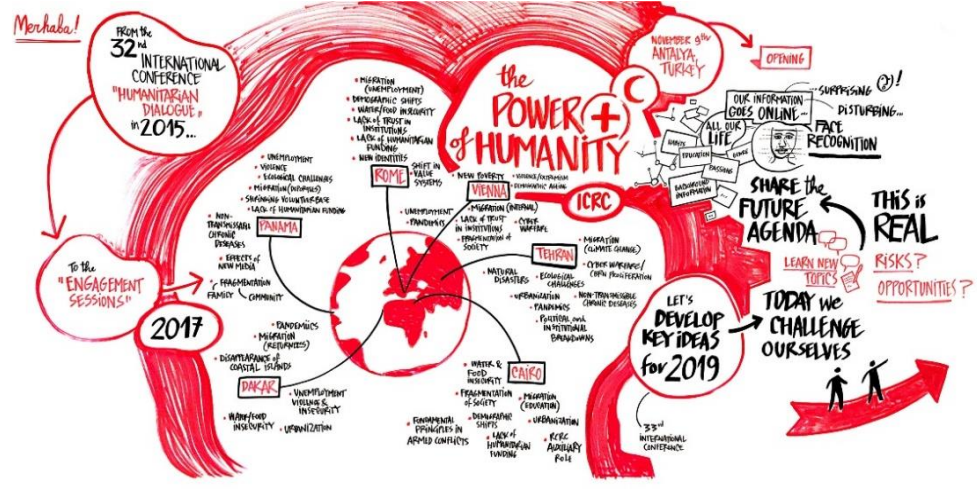 Merhaba!
FROM the
32nd
INTERNATIONAL
CONFERENCE
"HUMANITARIAN
DIALOGUE"
in 2015...
To the
"ENGAGEMENT
SESSIONS"
2017
the
POWER
of HUMANITY
ICRC
NOVEMBER 9th
ANTALYA,
TURKEY
OPENING
• MIGRATION
(UNEMPLOYMENT)
• DEMOGRAPHIC SHIFTS
• WATER/FOOD INSECURITY
• LACK of TRUST in
INSTITUTIONS
• LACK of HUMANITARIAN
FUNDING
• NEW IDENTITIES
ROME
• SHIFT in
VALUE
SYSTEMS
• UNEMPLOYMENT
• VIOLENCE
• ECOLOGICAL CHALLENGES
• MIGRATION
• SHRINKING VOLUNTEER BASE
• LACK of HUMANITARIAN FUNDING
PANAMA
• NON-
TRANSMISSIBLE
CHRONIC
DISEASES
• EFFECTS of
NEW MEDIA
• FRAGMENTATION
FAMILY
COMMUNITY
• NEW POVERTY
• VIOLENCE/EXTREMISM
• DEMOGRAPHIC AGEING
VIENNA
• MIGRATION (INTERNAL)
• UNEMPLOYMENT
• PANDEMICS
• LACK of TRUST
in INSTITUTIONS
• FRAGMENTATION of
SOCIETY
• CYBER
WARFARE
TEHRAN
• MIGRATION
(CLIMATE CHANGE)
• CYBER WARFARE/
• NATURAL
DISASTERS
• ECOLOGICAL
CHALLENGES
• URBANIZATION
• PANDEMICS
• NON-TRANSMISSIBLE
CHRONIC DISEASES
• POLITICAL and
INSTITUTIONAL
BREAKDOWNS
• PANDEMICS
• MIGRATION
(RETURNEES)
• DISAPPEARANCE of
COASTAL ISLANDS
DAKAR
• UNEMPLOYMENT
VIOLENCE &
INSECURITY
• WATER/FOOD
INSECURITY
• URBANIZATION
• WATER &
FOOD
INSECURITY
CAIRO
• FRAGMENTATION
of SOCIETY
• MIGRATION
(EDUCATION)
• FUNDAMENTAL
PRINCIPLES in
ARMED CONFLICTS
• DEMOGRAPHIC
SHIFTS
• URBANIZATION
• LACK of
HUMANITARIAN
FUNDING
• RCRC
AUXILIARY
ROLE
OUR INFORMATION
GOES ONLINE...
...SURPRISING
DISTURBING...
FACE
RECOGNITION
ALL OUR
LIFE
HABITS
EDUCATION
BACKGROUND
INFORMATION
SHARE the
FUTURE
AGENDA
THIS is
REAL
LEARN NEW
TOPICS
RISKS?
OPPORTUNITIES?
LET'S
DEVELOP
KEY IDEAS
for 2019
TODAY we
CHALLENGE
OURSELVES
33rd
INTERNATIONAL
CONFERENCE